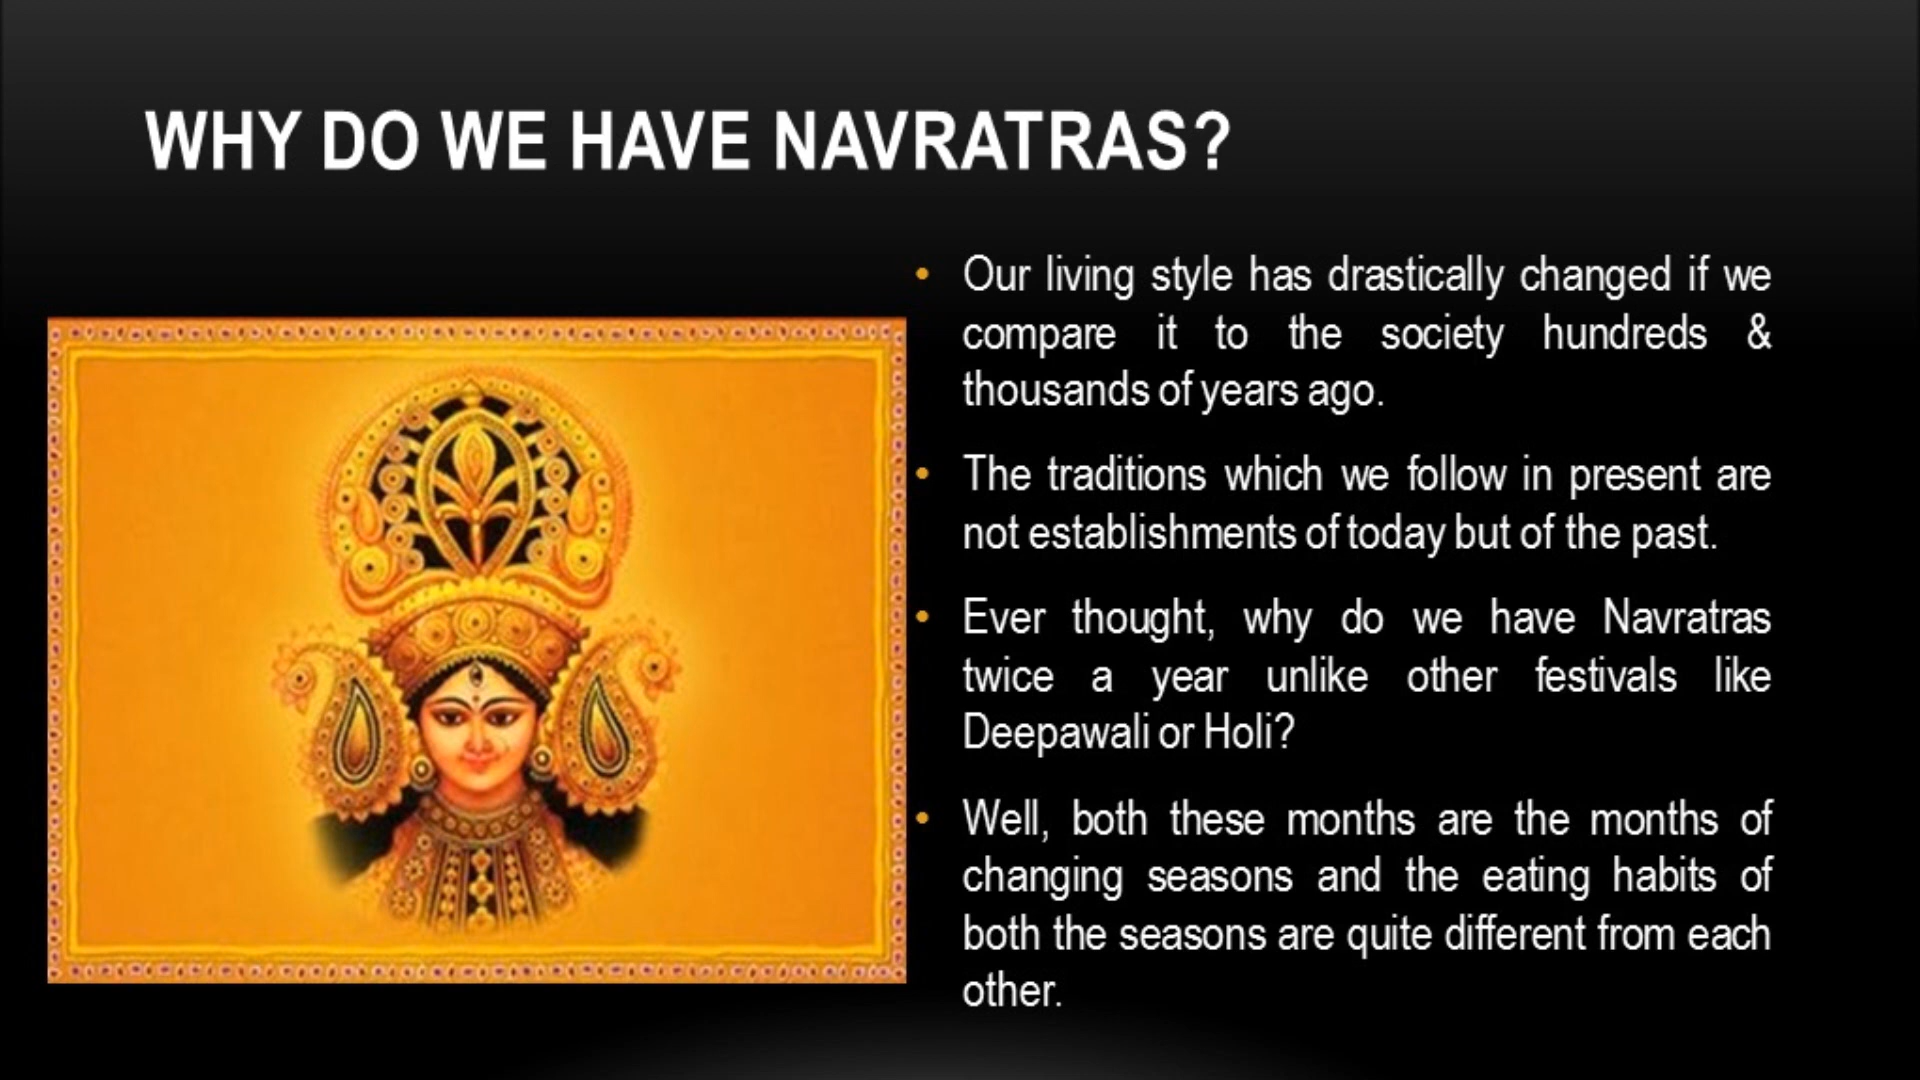 WHY DO WE HAVE NAVRATRAS?
• Our living style has drastically changed if we
compare it to the society hundreds &
thousands of years ago.
• The traditions which we follow in present are
not establishments of today but of the past.
• Ever thought, why do we have Navratras
twice a year unlike other festivals like
Deepawali or Holi?
• Well, both these months are the months of
changing seasons and the eating habits of
both the seasons are quite different from each
other.